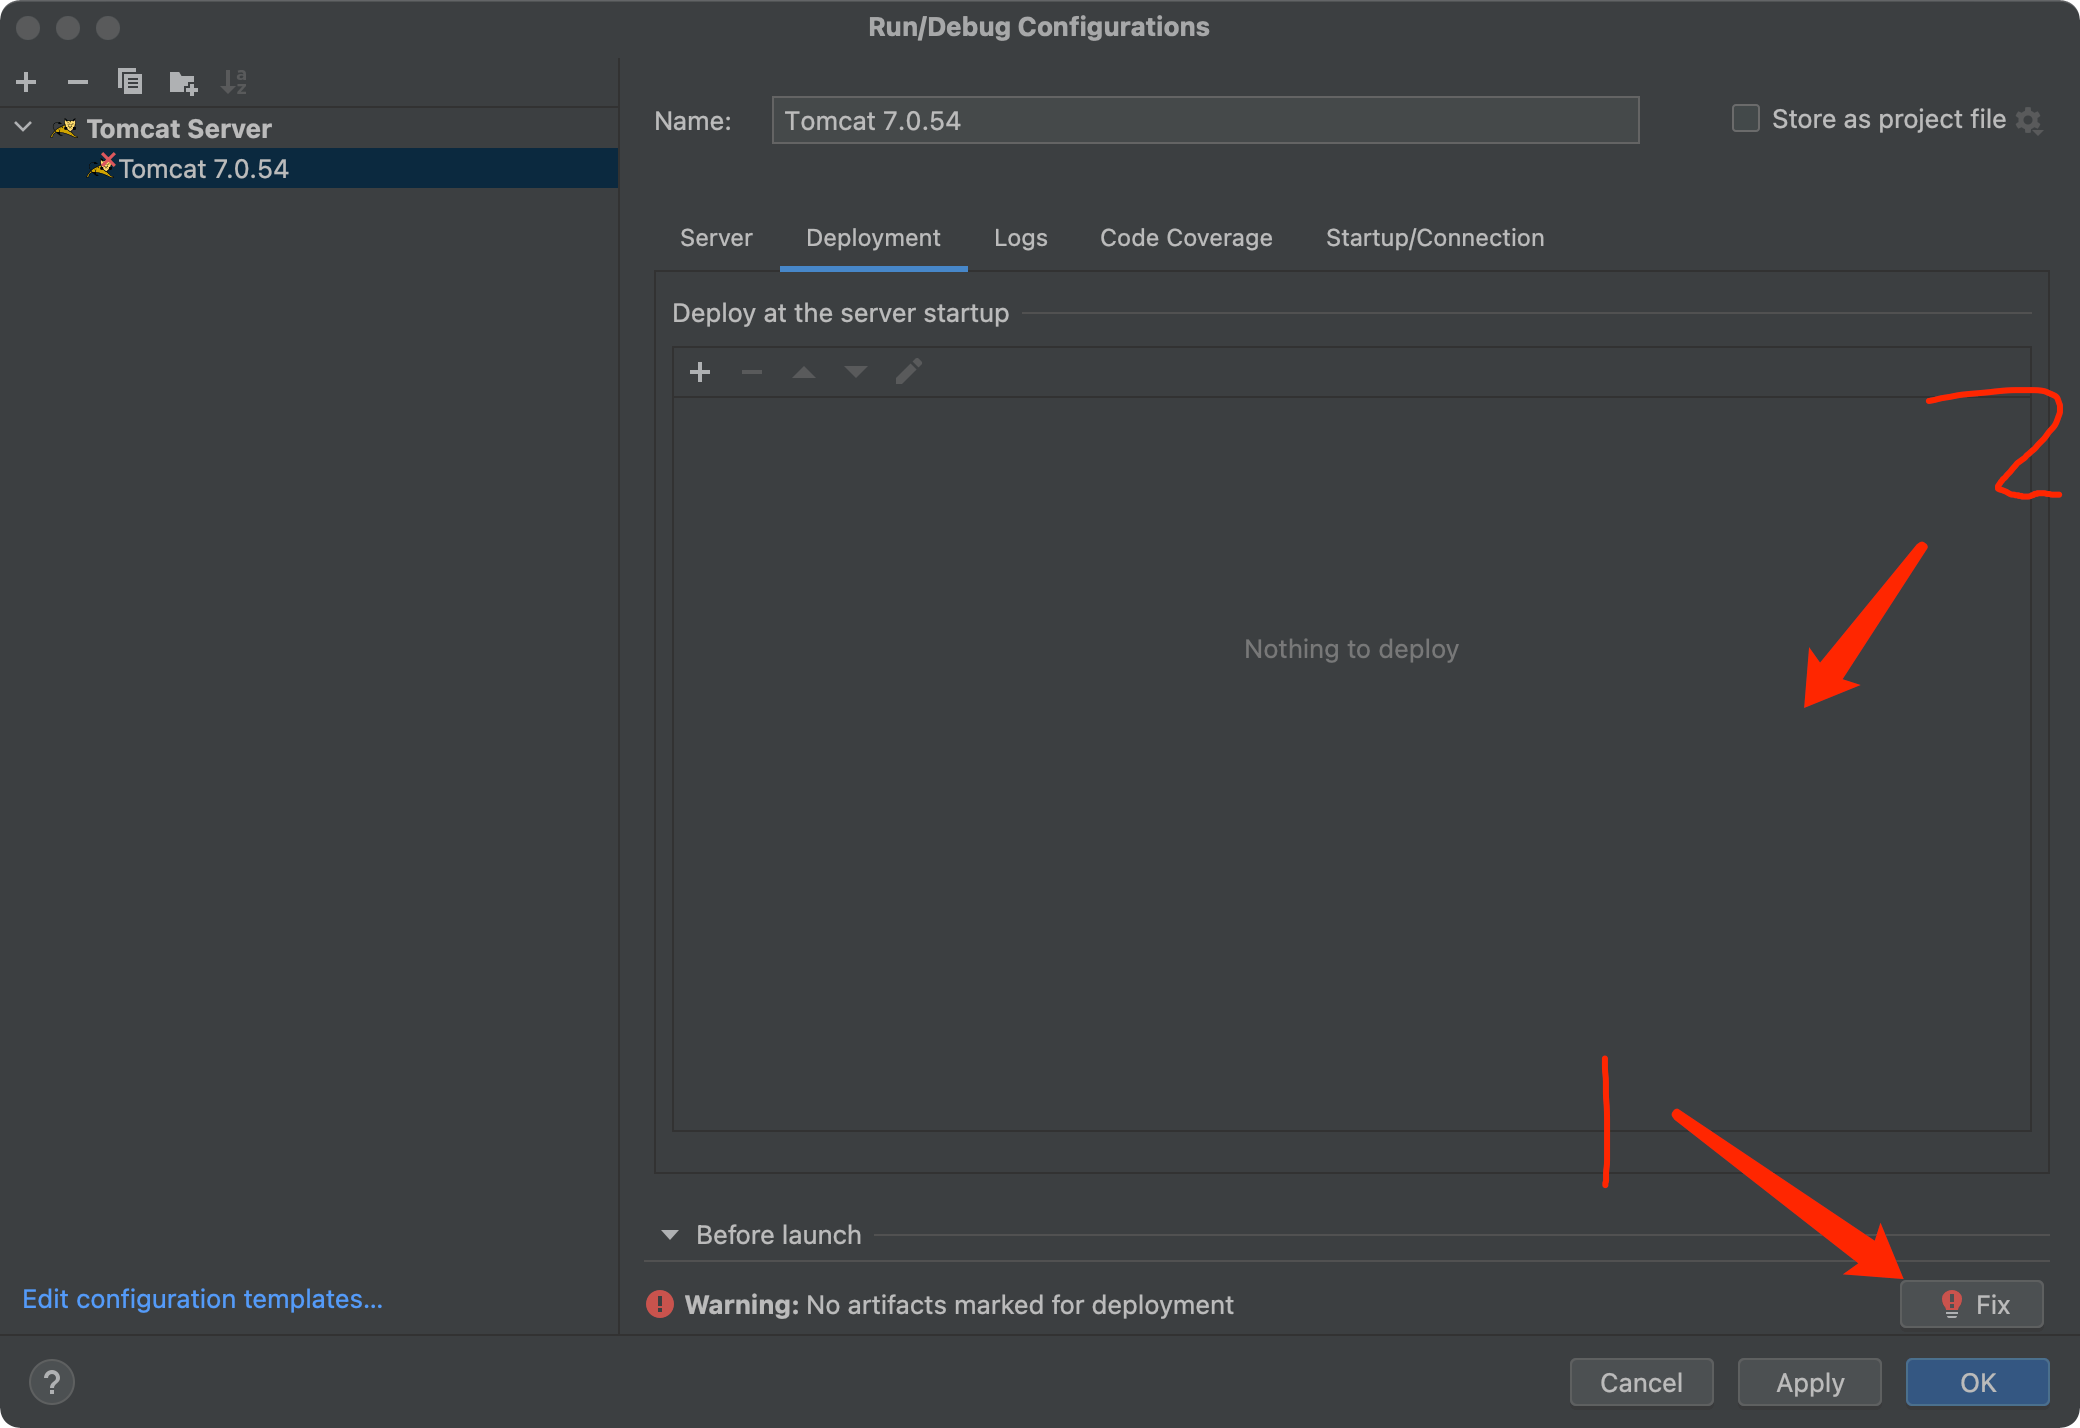 Run/Debug Configurations
Tomcat Server
Tomcat 7.0.54
Name: Tomcat 7.0.54
Store as project file
Server Deployment Logs Code Coverage Startup/Connection
Deploy at the server startup
2
Nothing to deploy
1
Before launch
Edit configuration templates...
Warning: No artifacts marked for deployment
Fix
?
Cancel Apply OK